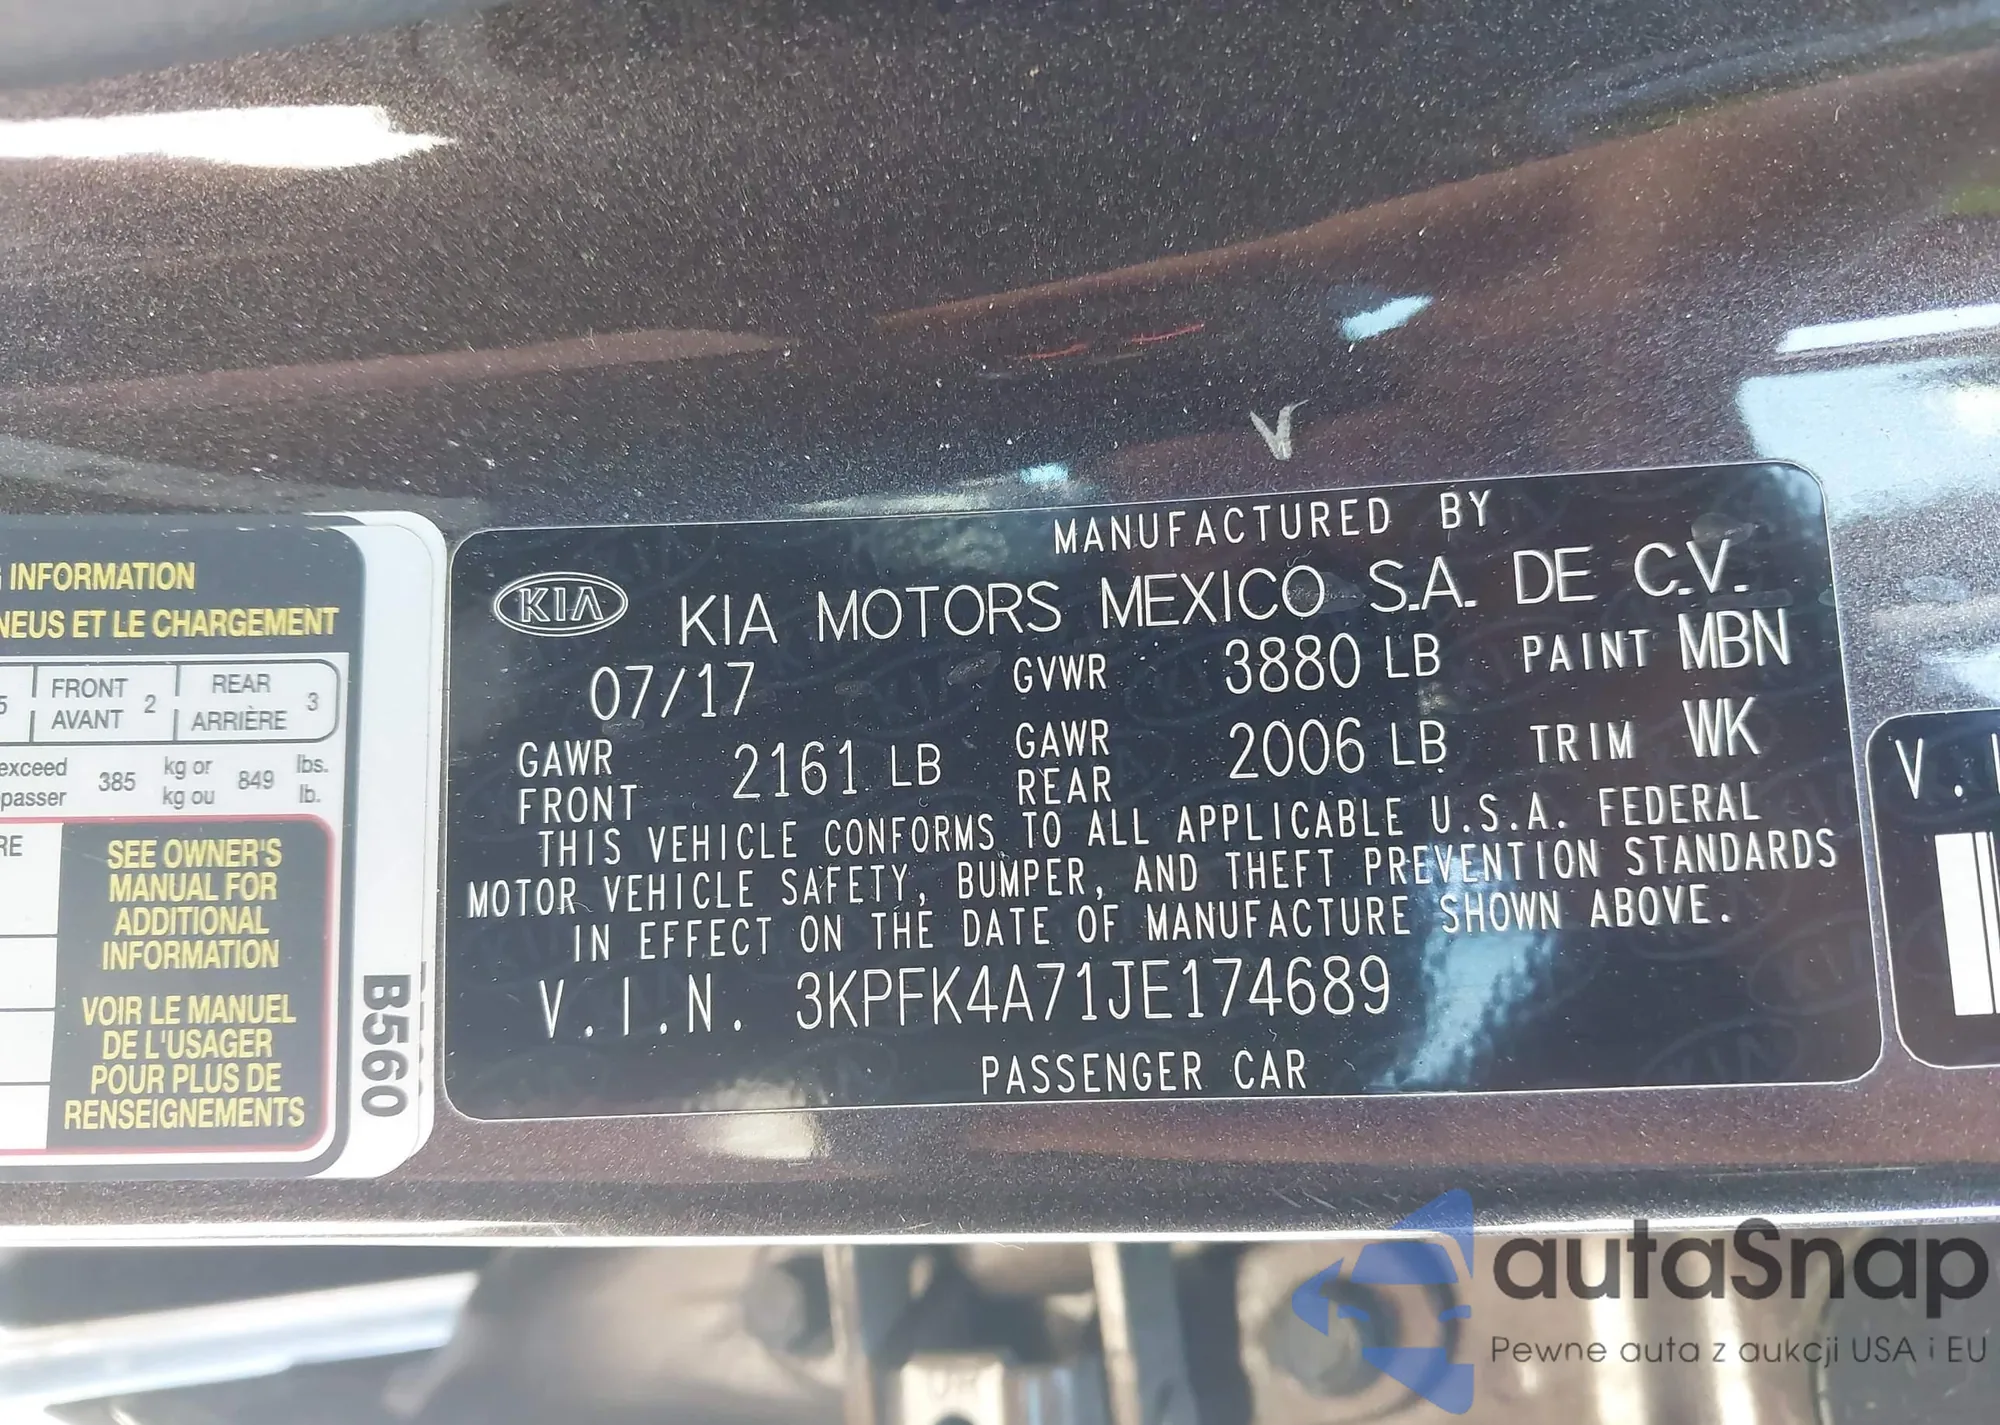 INFORMATION
NEUS ET LE CHARGEMENT
5 FRONT AVANT 2 REAR ARRIÈRE 3
exceed passer 385 kg or kg ou 849 lbs. lb.
RE
SEE OWNER'S
MANUAL FOR
ADDITIONAL
INFORMATION
VOIR LE MANUEL
DE L'USAGER
POUR PLUS DE
RENSEIGNEMENTS
B560
MANUFACTURED BY
KIA KIA MOTORS MEXICO S.A. DE C.V.
07/17 GVWR 3880 LB PAINT MBN
GAWR FRONT 2161 LB GAWR REAR 2006 LB TRIM WK
THIS VEHICLE CONFORMS TO ALL APPLICABLE U.S.A. FEDERAL
MOTOR VEHICLE SAFETY, BUMPER, AND THEFT PREVENTION STANDARDS
IN EFFECT ON THE DATE OF MANUFACTURE SHOWN ABOVE.
V.I.N. 3KPFK4A71JE174689
PASSENGER CAR
V.I
autaSnap
Pewne auta z aukcji USA i EU